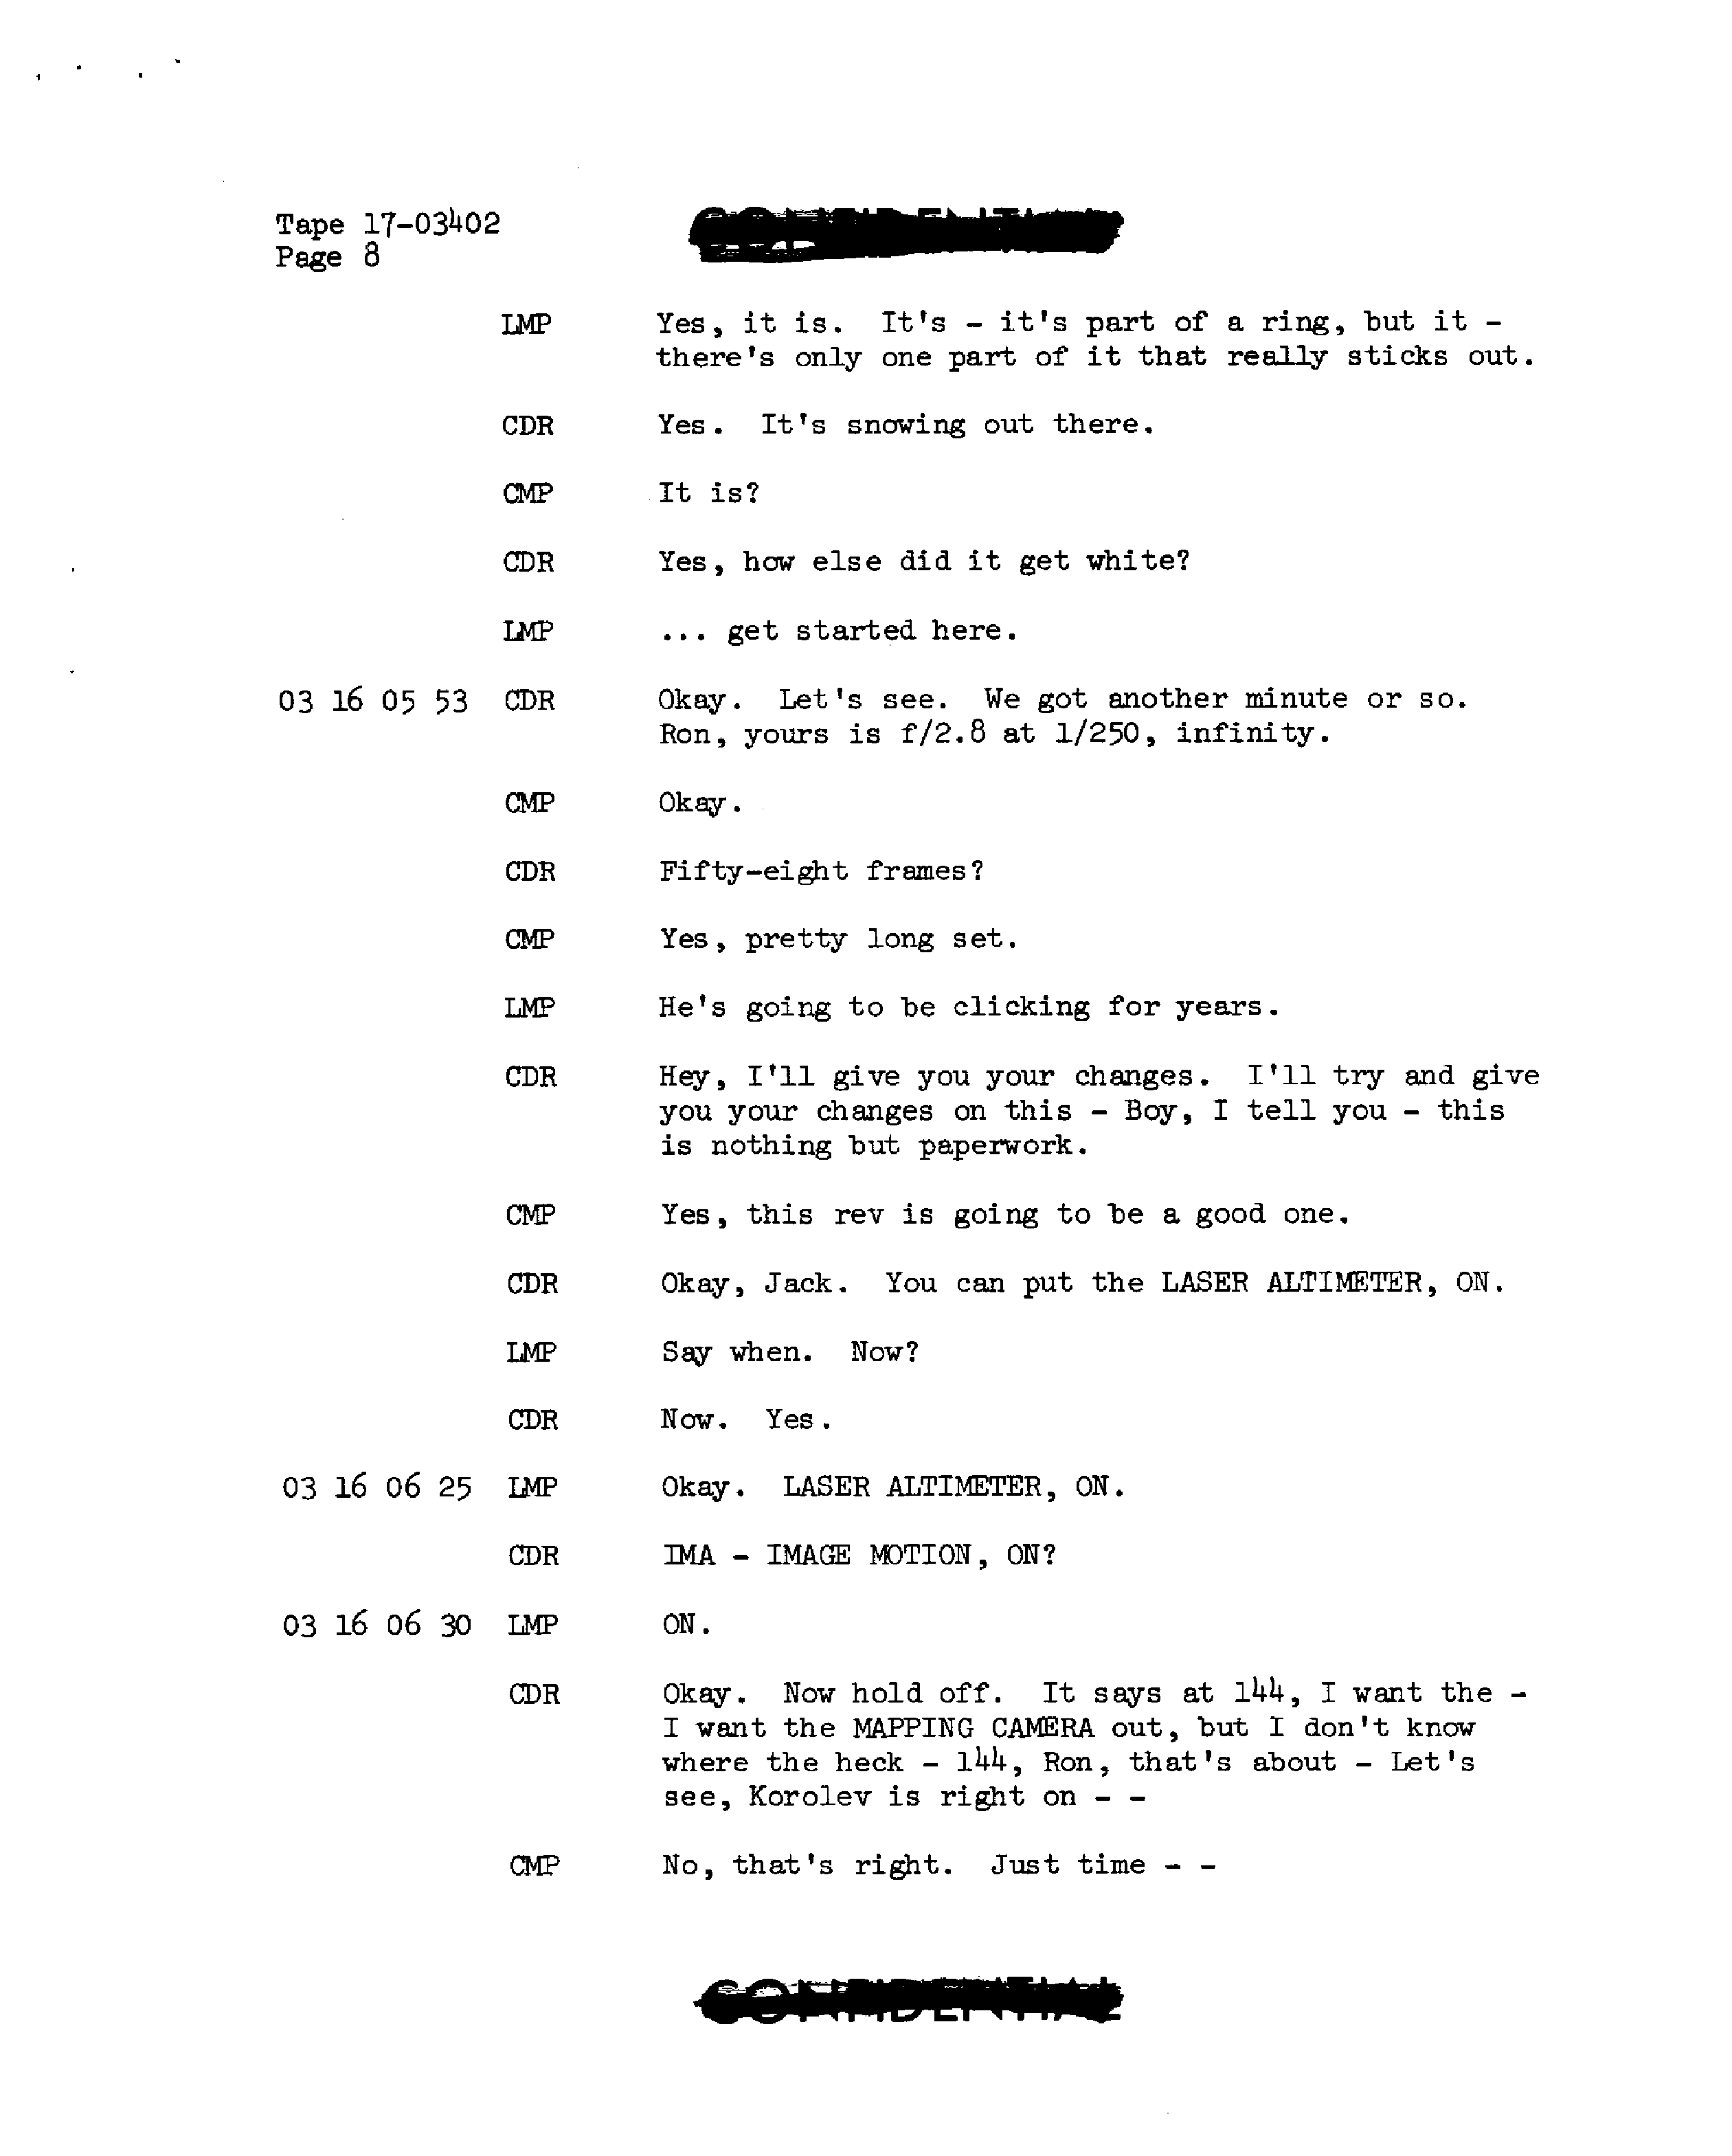 Tape 17-03402
Page 8
CONFIDENTIAL
LMP Yes, it is. It's - it's part of a ring, but it -
there's only one part of it that really sticks out.
CDR Yes. It's snowing out there.
CMP It is?
CDR Yes, how else did it get white?
LMP ... get started here.
03 16 05 53 CDR Okay. Let's see. We got another minute or so.
Ron, yours is f/2.8 at 1/250, infinity.
CMP Okay.
CDR Fifty-eight frames?
CMP Yes, pretty long set.
LMP He's going to be clicking for years.
CDR Hey, I'll give you your changes. I'll try and give
you your changes on this - Boy, I tell you - this
is nothing but paperwork.
CMP Yes, this rev is going to be a good one.
CDR Okay, Jack. You can put the LASER ALTIMETER, ON.
LMP Say when. Now?
CDR Now. Yes.
03 16 06 25 LMP Okay. LASER ALTIMETER, ON.
CDR IMA - IMAGE MOTION, ON?
03 16 06 30 LMP ON.
CDR Okay. Now hold off. It says at 144, I want the -
I want the MAPPING CAMERA out, but I don't know
where the heck - 144, Ron, that's about - Let's
see, Korolev is right on - -
CMP No, that's right. Just time - -
CONFIDENTIAL